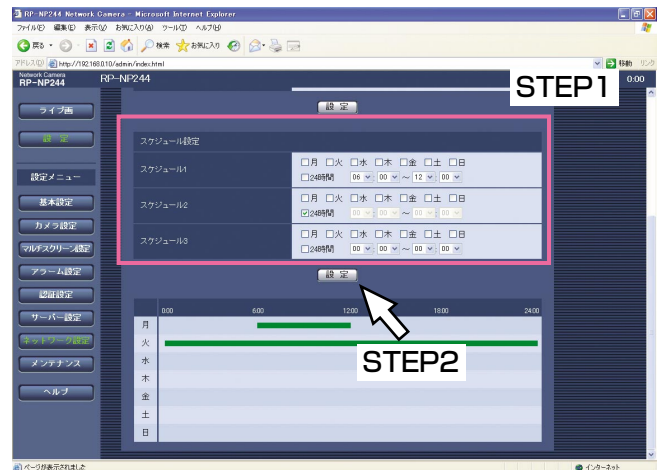 RP-NP244 Network Camera - Microsoft Internet Explorer
ファイル(F) 編集(E) 表示(V) お気に入り(A) ツール(T) ヘルプ(H)
戻る 検索 お気に入り
アドレス(D) http://192.168.0.10/admin/index.html 移動 リンク
Network Camera
RP-NP244 RP-NP244 STEP1 0:00
ライブ画
設定
設定メニュー
基本設定
カメラ設定
マルチスクリーン設定
アラーム設定
認証設定
サーバー設定
ネットワーク設定
メンテナンス
ヘルプ
設定
スケジュール設定
スケジュール1 月 火 水 木 金 土 日
24時間 06 : 00 ~ 12 : 00
スケジュール2 月 火 水 木 金 土 日
24時間 00 : 00 ~ 00 : 00
スケジュール3 月 火 水 木 金 土 日
24時間 00 : 00 ~ 00 : 00
設定
STEP2
0:00 6:00 12:00 18:00 24:00
月
火
水
木
金
土
日
ページが表示されました インターネット